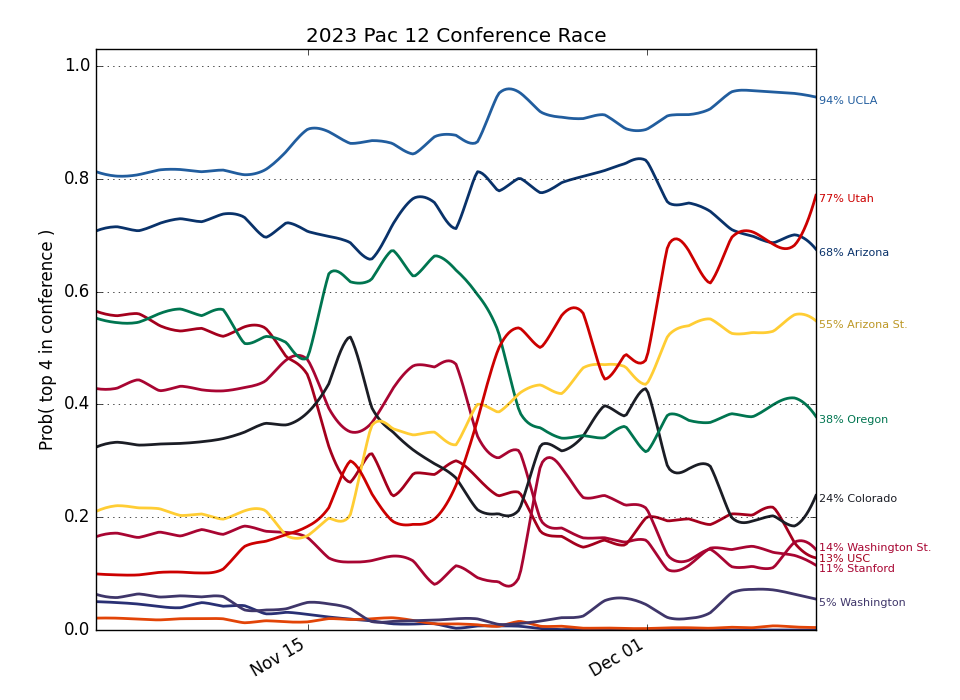 2023 Pac 12 Conference Race
Prob( top 4 in conference )
1.0
0.8
0.6
0.4
0.2
0.0
Nov 15
Dec 01
94% UCLA
77% Utah
68% Arizona
55% Arizona St.
38% Oregon
24% Colorado
14% Washington St.
13% USC
11% Stanford
5% Washington